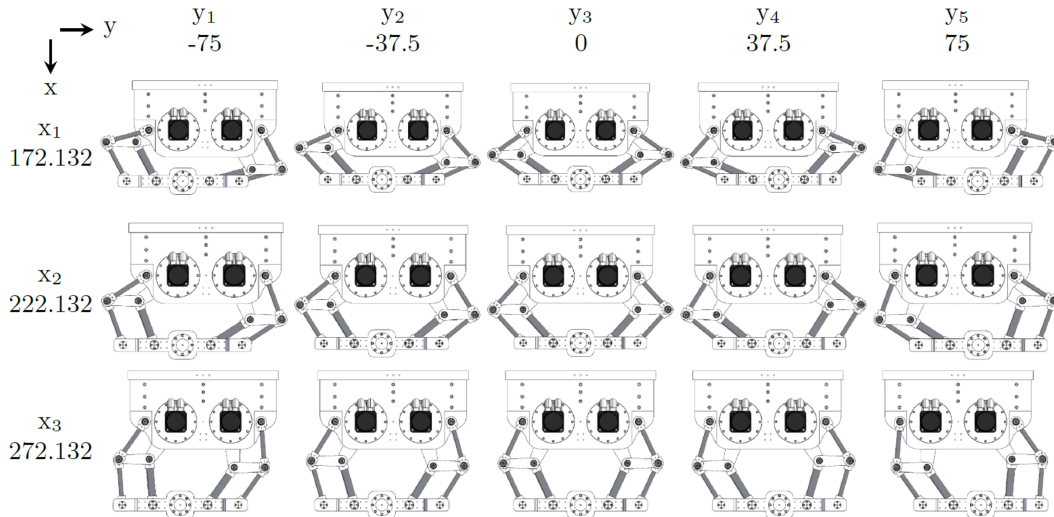 y
y₁ y₂ y₃ y₄ y₅
-75 -37.5 0 37.5 75
x
x₁
172.132
x₂
222.132
x₃
272.132